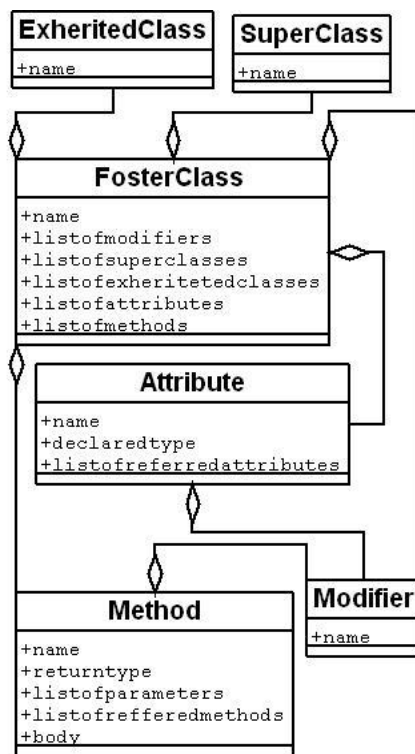 ExheritedClass
+name
SuperClass
+name
FosterClass
+name
+listofmodifiers
+listofsuperclasses
+listofexheritetedclasses
+listofattributes
+listofmethods
Attribute
+name
+declaredtype
+listofreferredattributes
Method
+name
+returntype
+listofparameters
+listofrefferedmethods
+body
Modifier
+name